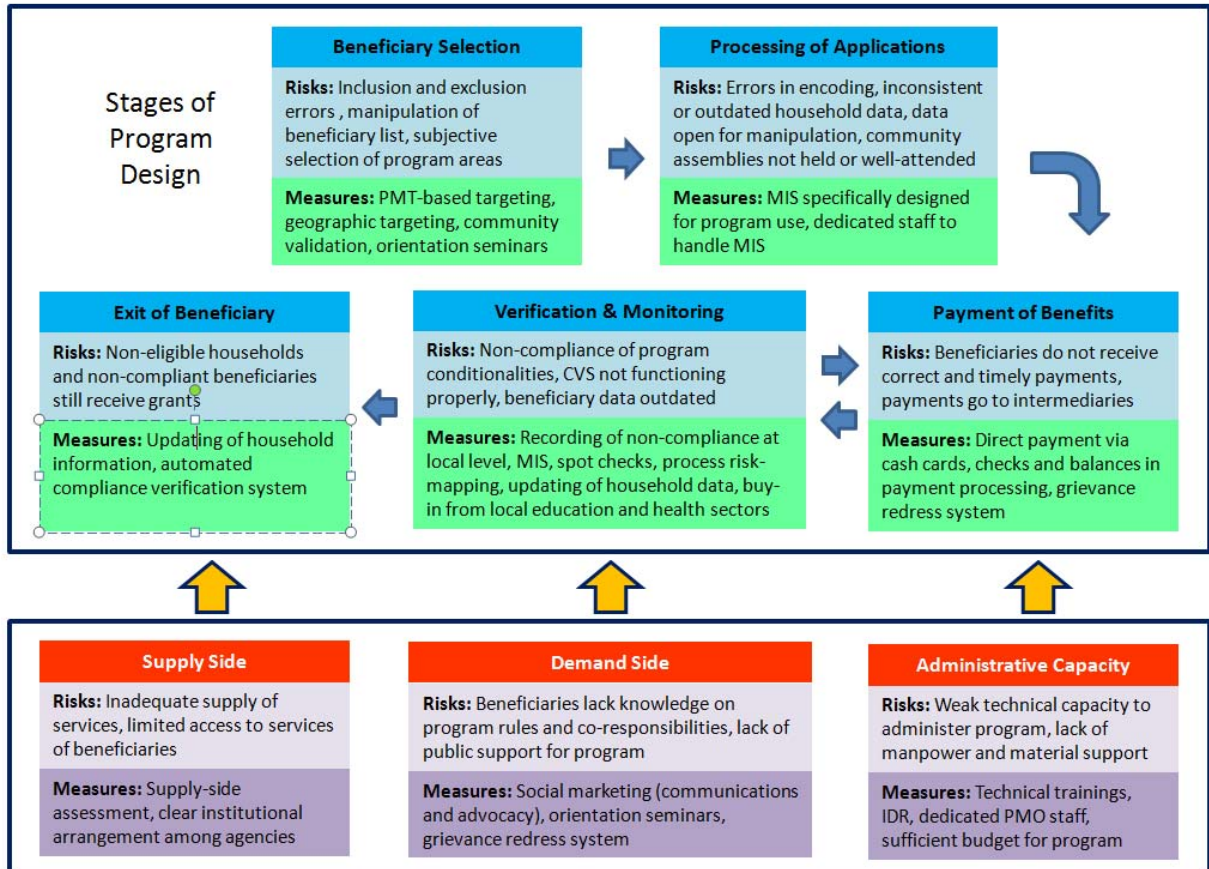 Stages of
Program
Design
Beneficiary Selection
Risks: Inclusion and exclusion
errors , manipulation of
beneficiary list, subjective
selection of program areas
Measures: PMT-based targeting,
geographic targeting, community
validation, orientation seminars
Processing of Applications
Risks: Errors in encoding, inconsistent
or outdated household data, data
open for manipulation, community
assemblies not held or well-attended
Measures: MIS specifically designed
for program use, dedicated staff to
handle MIS
Exit of Beneficiary
Risks: Non-eligible households
and non-compliant beneficiaries
still receive grants
Measures: Updating of household
information, automated
compliance verification system
Verification & Monitoring
Risks: Non-compliance of program
conditionalities, CVS not functioning
properly, beneficiary data outdated
Measures: Recording of non-compliance at
local level, MIS, spot checks, process risk-
mapping, updating of household data, buy-
in from local education and health sectors
Payment of Benefits
Risks: Beneficiaries do not receive
correct and timely payments,
payments go to intermediaries
Measures: Direct payment via
cash cards, checks and balances in
payment processing, grievance
redress system
Supply Side
Risks: Inadequate supply of
services, limited access to services
of beneficiaries
Measures: Supply-side
assessment, clear institutional
arrangement among agencies
Demand Side
Risks: Beneficiaries lack knowledge on
program rules and co-responsibilities, lack of
public support for program
Measures: Social marketing (communications
and advocacy), orientation seminars,
grievance redress system
Administrative Capacity
Risks: Weak technical capacity to
administer program, lack of
manpower and material support
Measures: Technical trainings,
IDR, dedicated PMO staff,
sufficient budget for program